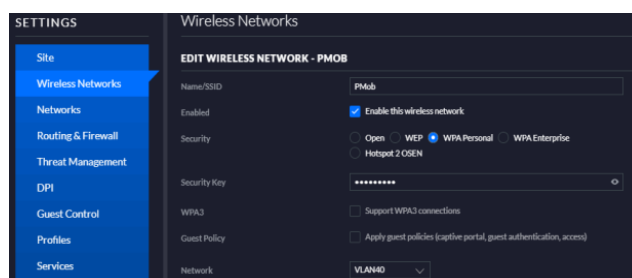 SETTINGS
Wireless Networks
Site
Wireless Networks
Networks
Routing & Firewall
Threat Management
DPI
Guest Control
Profiles
Services
EDIT WIRELESS NETWORK - PMOB
Name/SSID PMob
Enabled Enable this wireless network
Security Open WEP WPA Personal WPA Enterprise
Hotspot 2 OSEN
Security Key •••••••••
WPA3 Support WPA3 connections
Guest Policy Apply guest policies (captive portal, guest authentication, access)
Network VLAN40